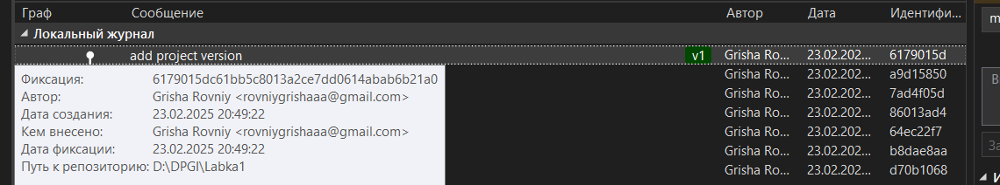 Граф Сообщение Автор Дата Идентифи...
Локальный журнал
add project version v1 Grisha Ro... 23.02.202... 6179015d
Фиксация: 6179015dc61bb5c8013a2ce7dd0614abab6b21a0
Автор: Grisha Rovniy <rovniygrishaaa@gmail.com>
Дата создания: 23.02.2025 20:49:22
Кем внесено: Grisha Rovniy <rovniygrishaaa@gmail.com>
Дата фиксации: 23.02.2025 20:49:22
Путь к репозиторию: D:\DPGI\Labka1
Grisha Ro... 23.02.202... a9d15850
Grisha Ro... 23.02.202... 7ad4f05d
Grisha Ro... 23.02.202... 86013ad4
Grisha Ro... 23.02.202... 64ec22f7
Grisha Ro... 23.02.202... b8dae8aa
Grisha Ro... 23.02.202... d70b1068